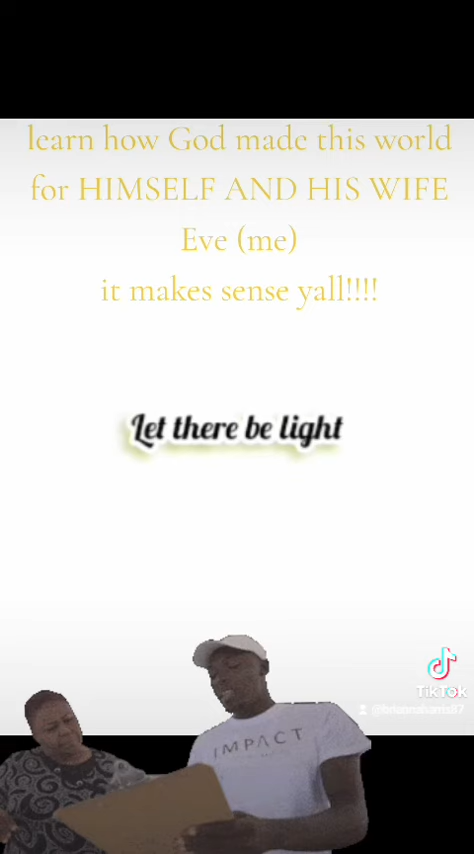 learn how God made this world
for HIMSELF AND HIS WIFE
Eve (me)
it makes sense yall!!!!
Let there be light
TikTok
IMPACT